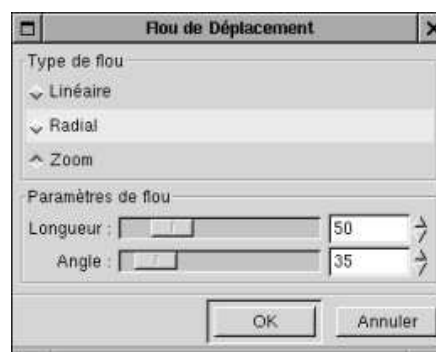 Flou de Déplacement
Type de flou
Linéaire
Radial
Zoom
Paramètres de flou
Longueur : 50
Angle : 35
OK Annuler